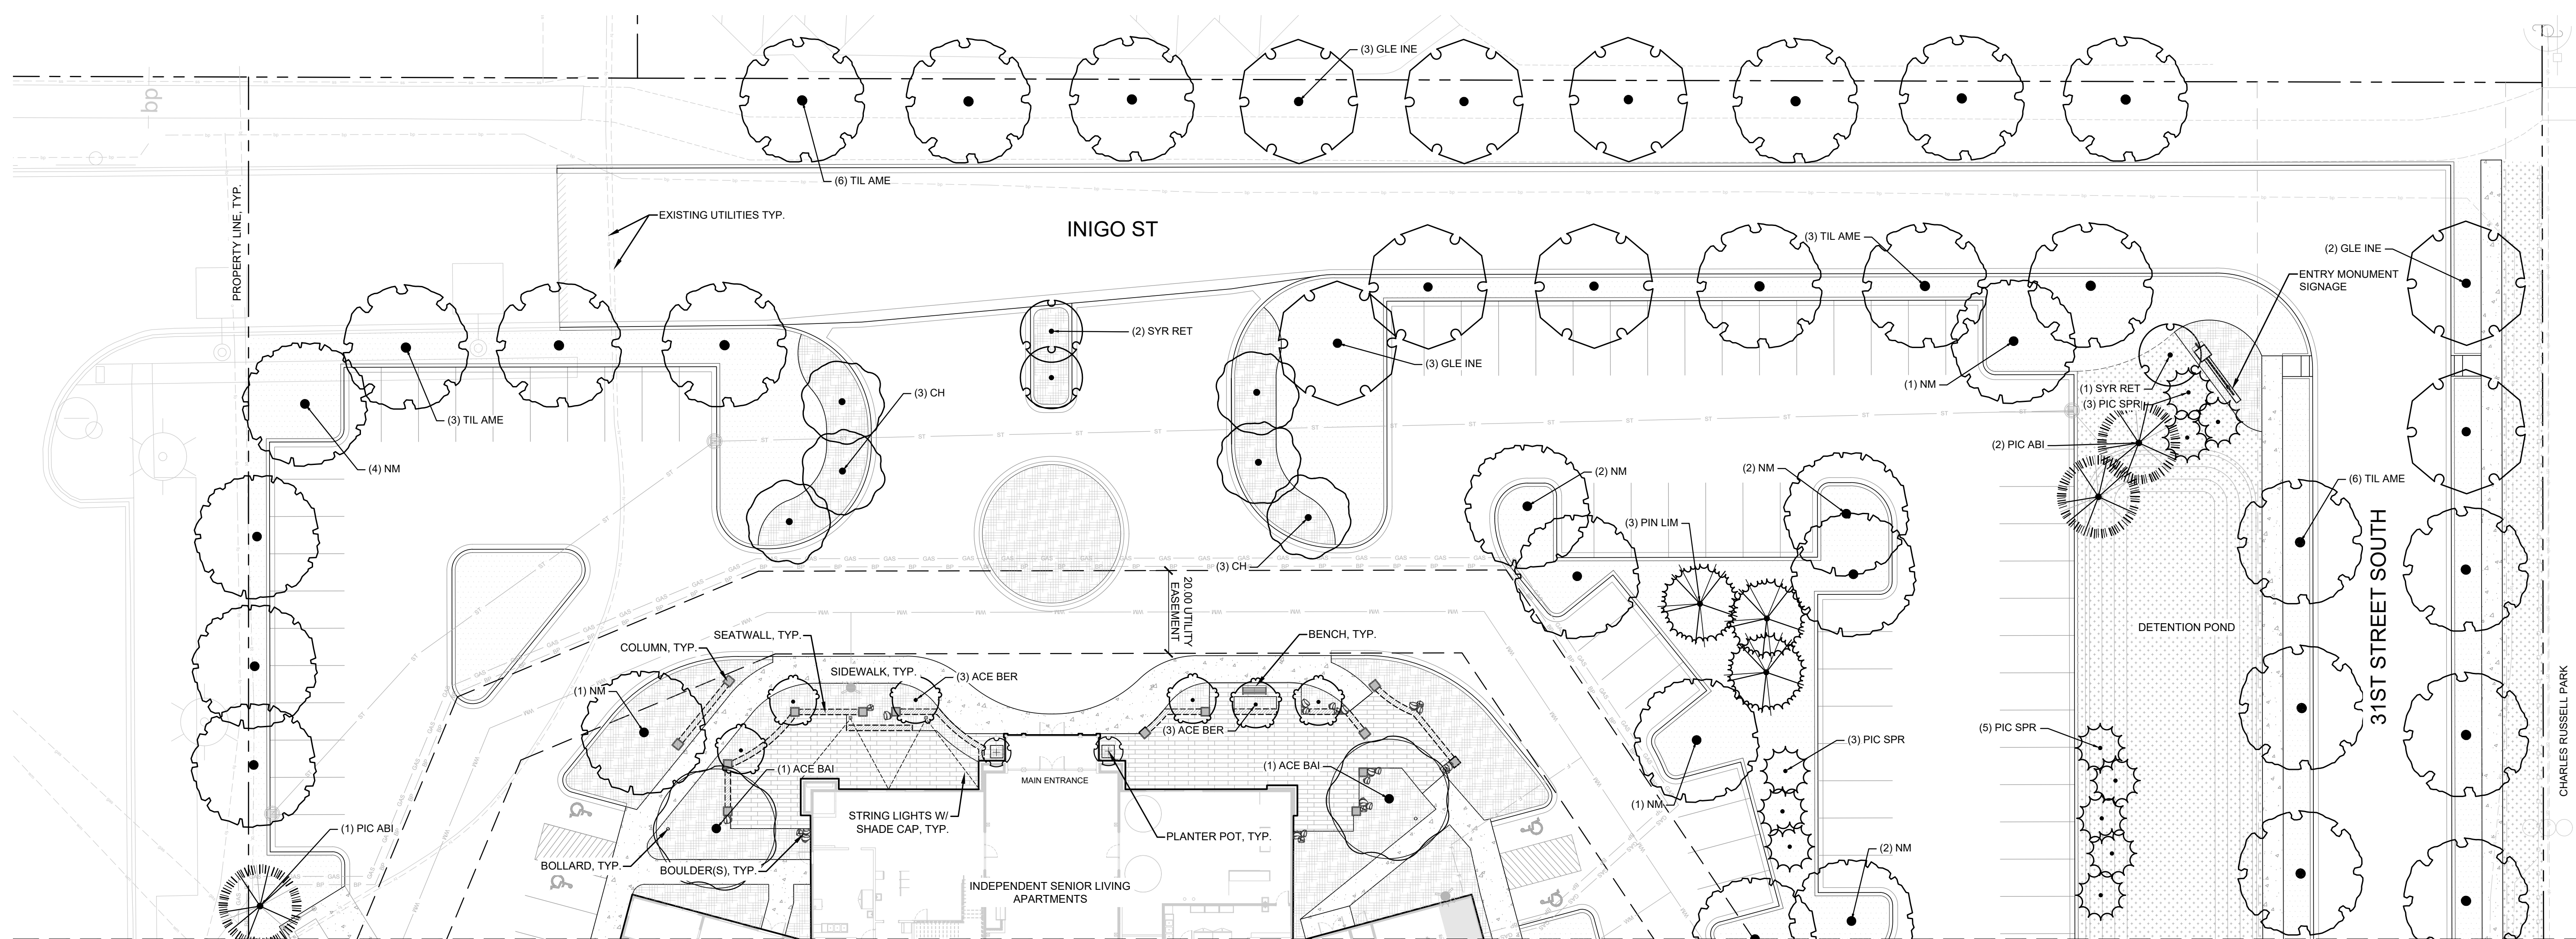 (3) GLE INE
bp
(6) TIL AME
PROPERTY LINE, TYP.
EXISTING UTILITIES TYP.
INIGO ST
(3) TIL AME
(2) GLE INE
ENTRY MONUMENT
SIGNAGE
(2) SYR RET
(3) GLE INE
(1) NM
(1) SYR RET
(3) PIC SPR
(3) CH
(3) TIL AME
(2) PIC ABI
(4) NM
(2) NM
(2) NM
(6) TIL AME
(3) PIN LIM
(3) CH
20.00 UTILITY
EASEMENT
31ST STREET SOUTH
DETENTION POND
SEATWALL, TYP.
BENCH, TYP.
COLUMN, TYP.
SIDEWALK, TYP.
(3) ACE BER
(1) NM
(3) ACE BER
(5) PIC SPR
(3) PIC SPR
CHARLES RUSSELL PARK
(1) ACE BAI
(1) ACE BAI
MAIN ENTRANCE
(1) NM
STRING LIGHTS W/
SHADE CAP, TYP.
PLANTER POT, TYP.
(1) PIC ABI
(2) NM
BOLLARD, TYP.
BOULDER(S), TYP.
INDEPENDENT SENIOR LIVING
APARTMENTS
ST
GAS
BP
WM